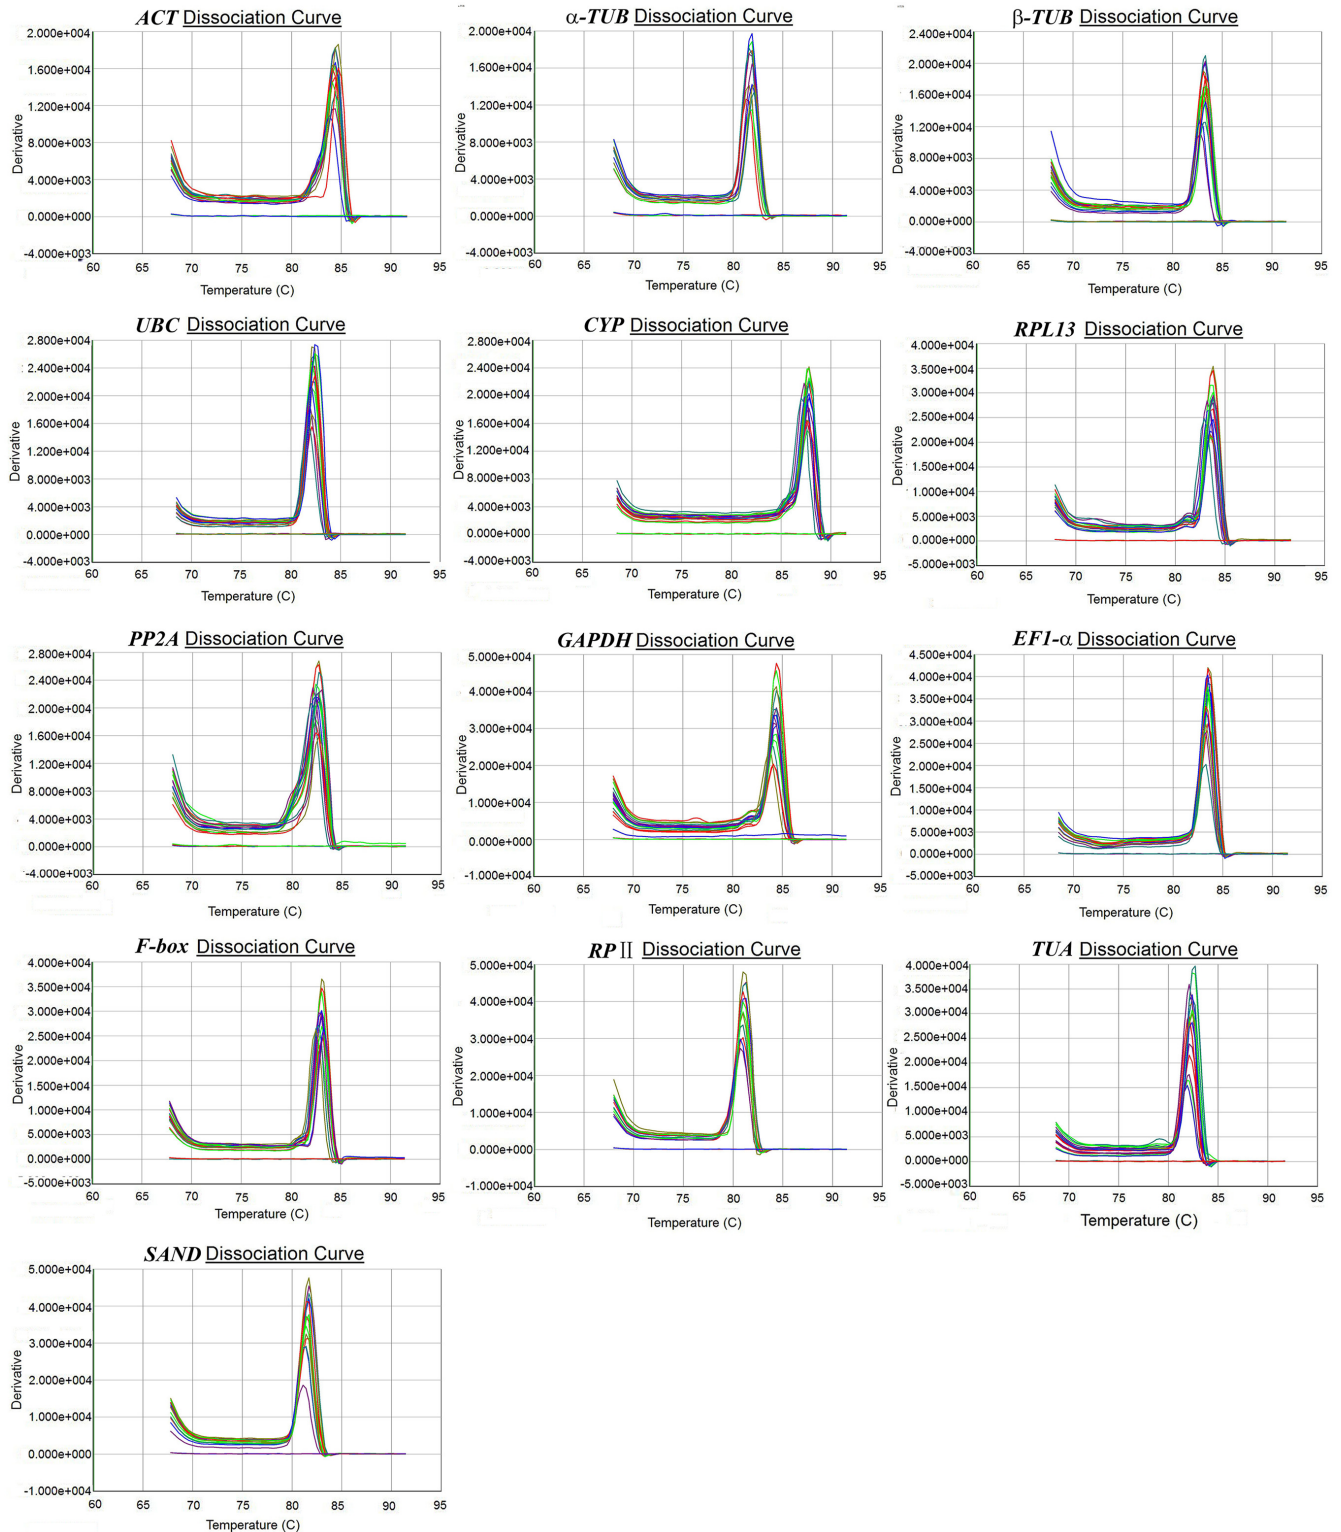 ACT Dissociation Curve
2.000e+004
1.600e+004
1.200e+004
8.000e+003
4.000e+003
0.000e+000
-4.000e+003
Derivative
60 65 70 75 80 85 90 95
Temperature (C)
α-TUB Dissociation Curve
2.000e+004
1.600e+004
1.200e+004
8.000e+003
4.000e+003
0.000e+000
-4.000e+003
Derivative
60 65 70 75 80 85 90 95
Temperature (C)
β-TUB Dissociation Curve
2.400e+004
2.000e+004
1.600e+004
1.200e+004
8.000e+003
4.000e+003
0.000e+000
-4.000e+003
Derivative
60 65 70 75 80 85 90 95
Temperature (C)
UBC Dissociation Curve
2.800e+004
2.400e+004
2.000e+004
1.600e+004
1.200e+004
8.000e+003
4.000e+003
0.000e+000
-4.000e+003
Derivative
60 65 70 75 80 85 90 95
Temperature (C)
CYP Dissociation Curve
2.800e+004
2.400e+004
2.000e+004
1.600e+004
1.200e+004
8.000e+003
4.000e+003
0.000e+000
-4.000e+003
Derivative
60 65 70 75 80 85 90 95
Temperature (C)
RPL13 Dissociation Curve
4.000e+004
3.500e+004
3.000e+004
2.500e+004
2.000e+004
1.500e+004
1.000e+004
5.000e+003
0.000e+000
-5.000e+003
Derivative
60 65 70 75 80 85 90 95
Temperature (C)
PP2A Dissociation Curve
2.800e+004
2.400e+004
2.000e+004
1.600e+004
1.200e+004
8.000e+003
4.000e+003
0.000e+000
-4.000e+003
Derivative
60 65 70 75 80 85 90 95
Temperature (C)
GAPDH Dissociation Curve
5.000e+004
4.000e+004
3.000e+004
2.000e+004
1.000e+004
0.000e+000
-1.000e+004
Derivative
60 65 70 75 80 85 90 95
Temperature (C)
EF1-α Dissociation Curve
4.500e+004
4.000e+004
3.500e+004
3.000e+004
2.500e+004
2.000e+004
1.500e+004
1.000e+004
5.000e+003
0.000e+000
-5.000e+003
Derivative
60 65 70 75 80 85 90 95
Temperature (C)
F-box Dissociation Curve
4.000e+004
3.500e+004
3.000e+004
2.500e+004
2.000e+004
1.500e+004
1.000e+004
5.000e+003
0.000e+000
-5.000e+003
Derivative
60 65 70 75 80 85 90 95
Temperature (C)
RPⅡ Dissociation Curve
5.000e+004
4.000e+004
3.000e+004
2.000e+004
1.000e+004
0.000e+000
-1.000e+004
Derivative
60 65 70 75 80 85 90 95
Temperature (C)
TUA Dissociation Curve
4.000e+004
3.500e+004
3.000e+004
2.500e+004
2.000e+004
1.500e+004
1.000e+004
5.000e+003
0.000e+000
-5.000e+003
Derivative
60 65 70 75 80 85 90 95
Temperature (C)
SAND Dissociation Curve
5.000e+004
4.000e+004
3.000e+004
2.000e+004
1.000e+004
0.000e+000
-1.000e+004
Derivative
60 65 70 75 80 85 90 95
Temperature (C)